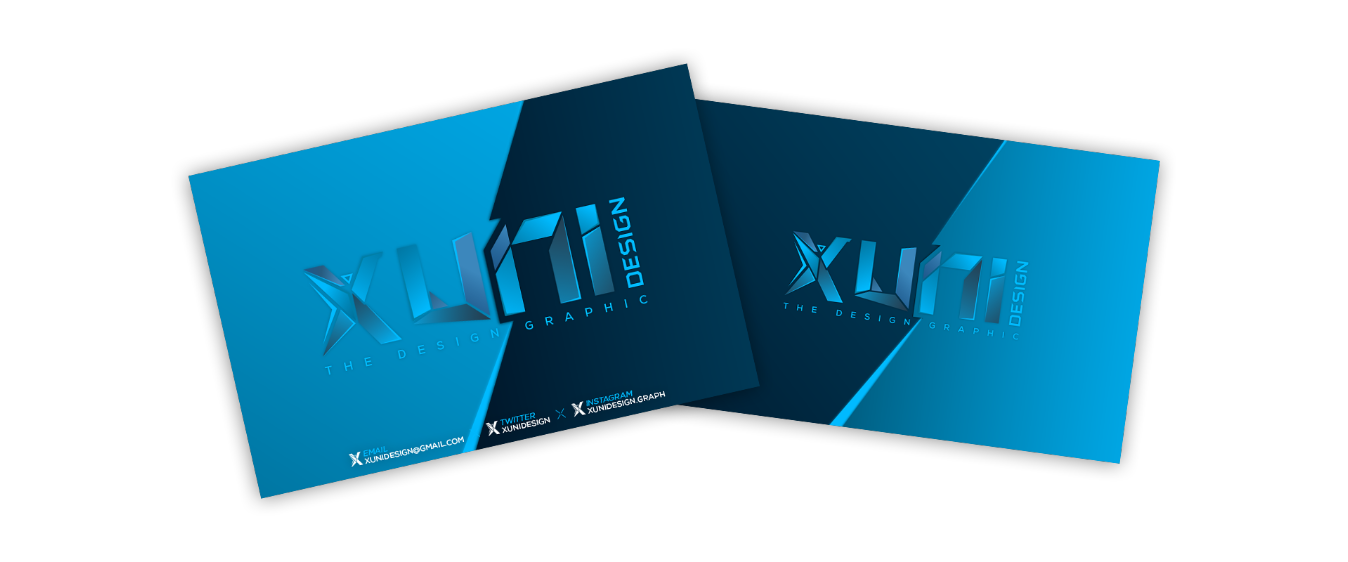 XUNI DESIGN
THE DESIGN GRAPHIC
EMAIL
XUNIDESIGN@GMAIL.COM
TWITTER
XUNIDESIGN
X
INSTAGRAM
XUNIDESIGN.GRAPH
XUNI DESIGN
THE DESIGN GRAPHIC